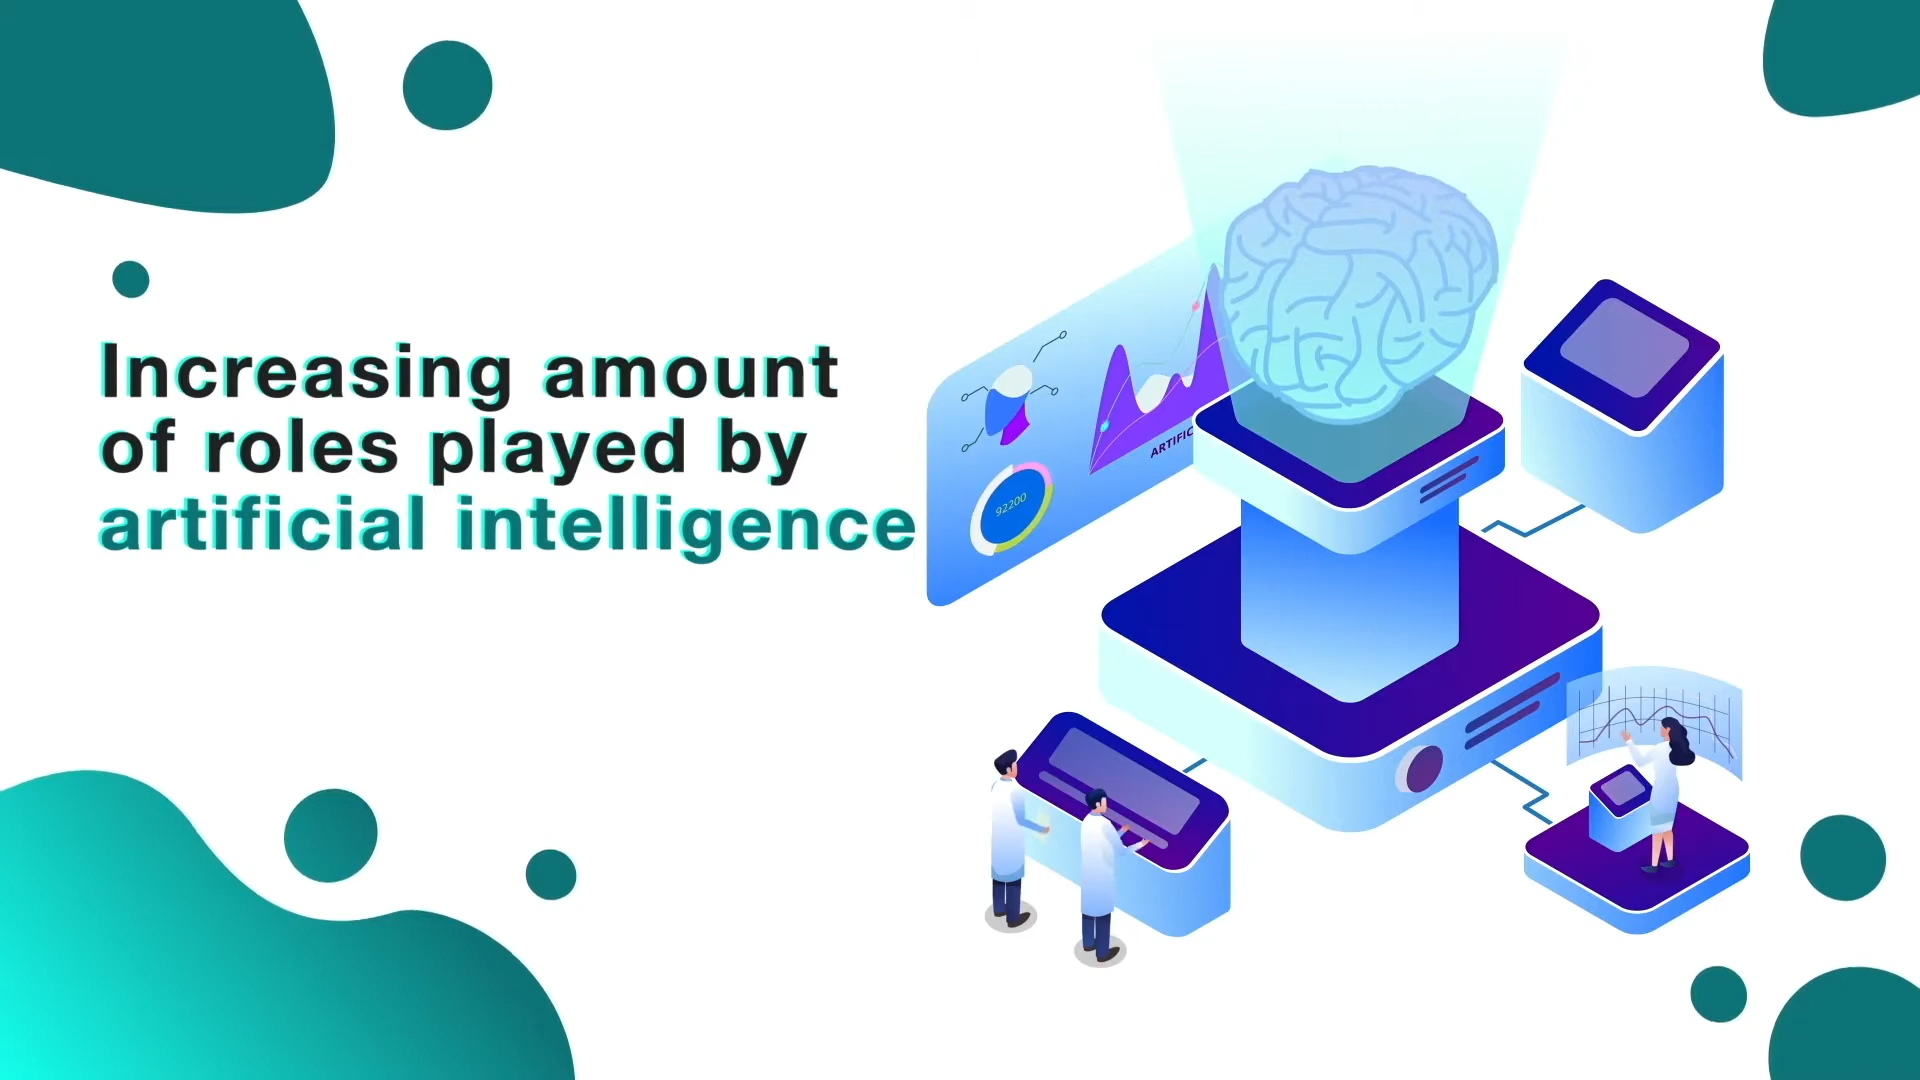 Increasing amount
of roles played by
artificial intelligence
ARTIFIC
92200